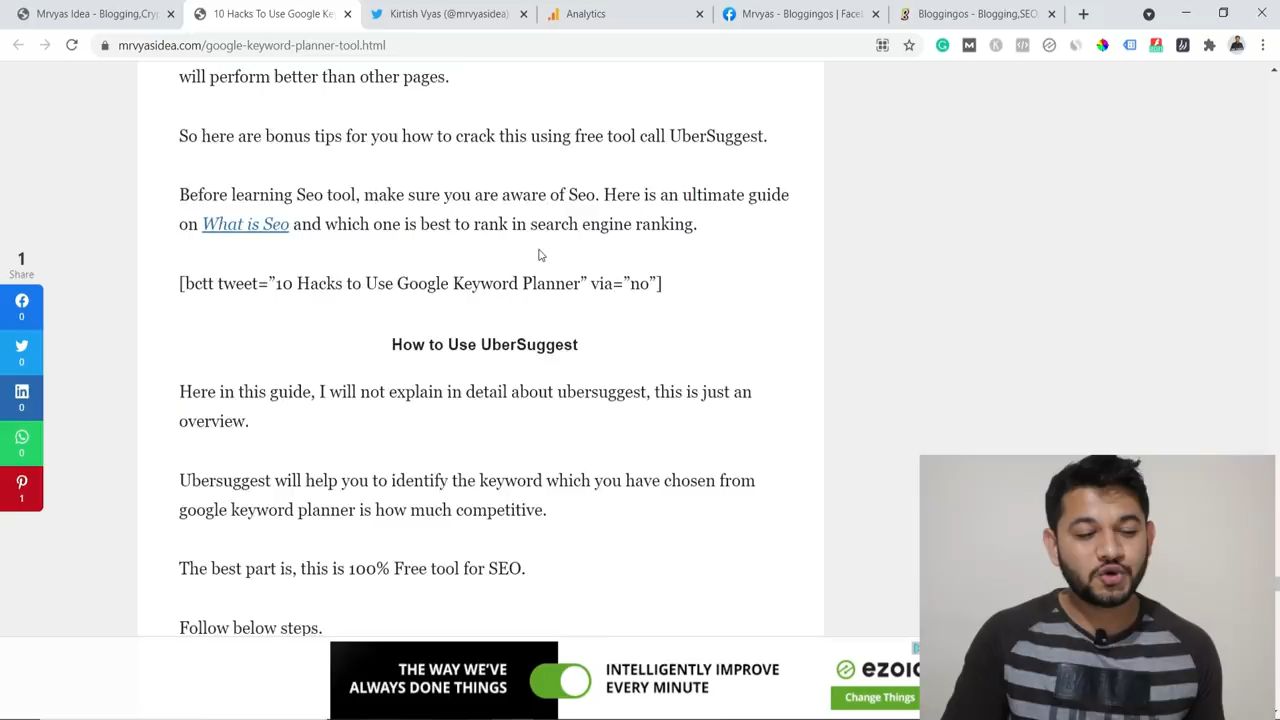 Mrvyas Idea - Blogging,Cryp
10 Hacks To Use Google Key
Kirtish Vyas (@mrvyasidea)
Analytics
Mrvyas - Bloggingos | Facel
Bloggingos - Blogging,SEO,
mrvyasidea.com/google-keyword-planner-tool.html
will perform better than other pages.
So here are bonus tips for you how to crack this using free tool call UberSuggest.
Before learning Seo tool, make sure you are aware of Seo. Here is an ultimate guide
on What is Seo and which one is best to rank in search engine ranking.
[bctt tweet=”10 Hacks to Use Google Keyword Planner” via=”no”]
How to Use UberSuggest
Here in this guide, I will not explain in detail about ubersuggest, this is just an
overview.
Ubersuggest will help you to identify the keyword which you have chosen from
google keyword planner is how much competitive.
The best part is, this is 100% Free tool for SEO.
Follow below steps.
1
Share
0
0
0
0
1
THE WAY WE'VE
ALWAYS DONE THINGS
INTELLIGENTLY IMPROVE
EVERY MINUTE
ezoic
Change Things